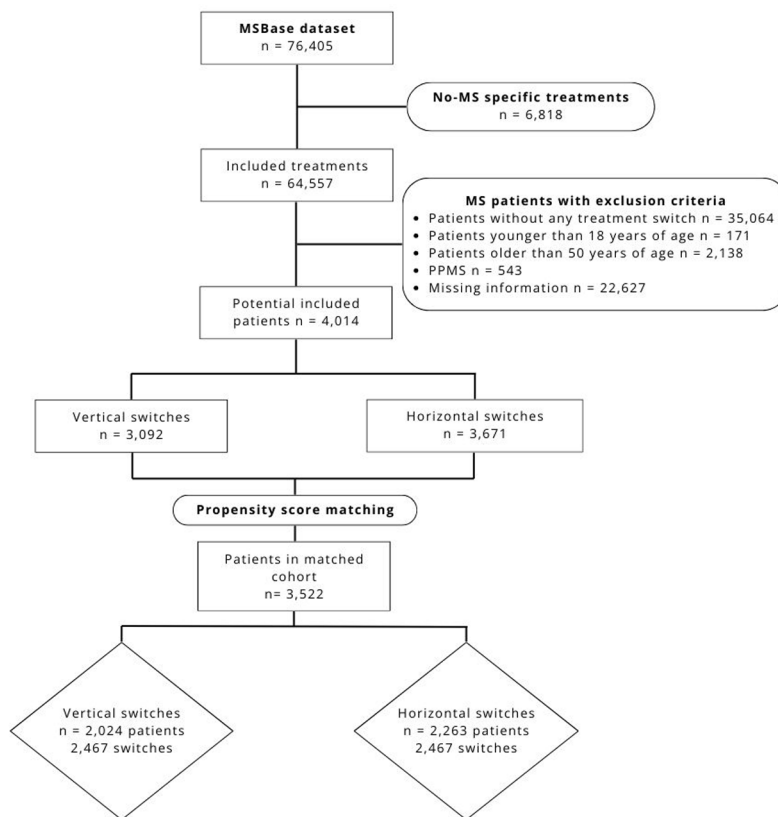 MSBase dataset
n = 76,405
No-MS specific treatments
n = 6,818
Included treatments
n = 64,557
MS patients with exclusion criteria
• Patients without any treatment switch n = 35,064
• Patients younger than 18 years of age n = 171
• Patients older than 50 years of age n = 2,138
• PPMS n = 543
• Missing information n = 22,627
Potential included
patients n = 4,014
Vertical switches
n = 3,092
Horizontal switches
n = 3,671
Propensity score matching
Patients in matched
cohort
n= 3,522
Vertical switches
n = 2,024 patients
2,467 switches
Horizontal switches
n = 2,263 patients
2,467 switches